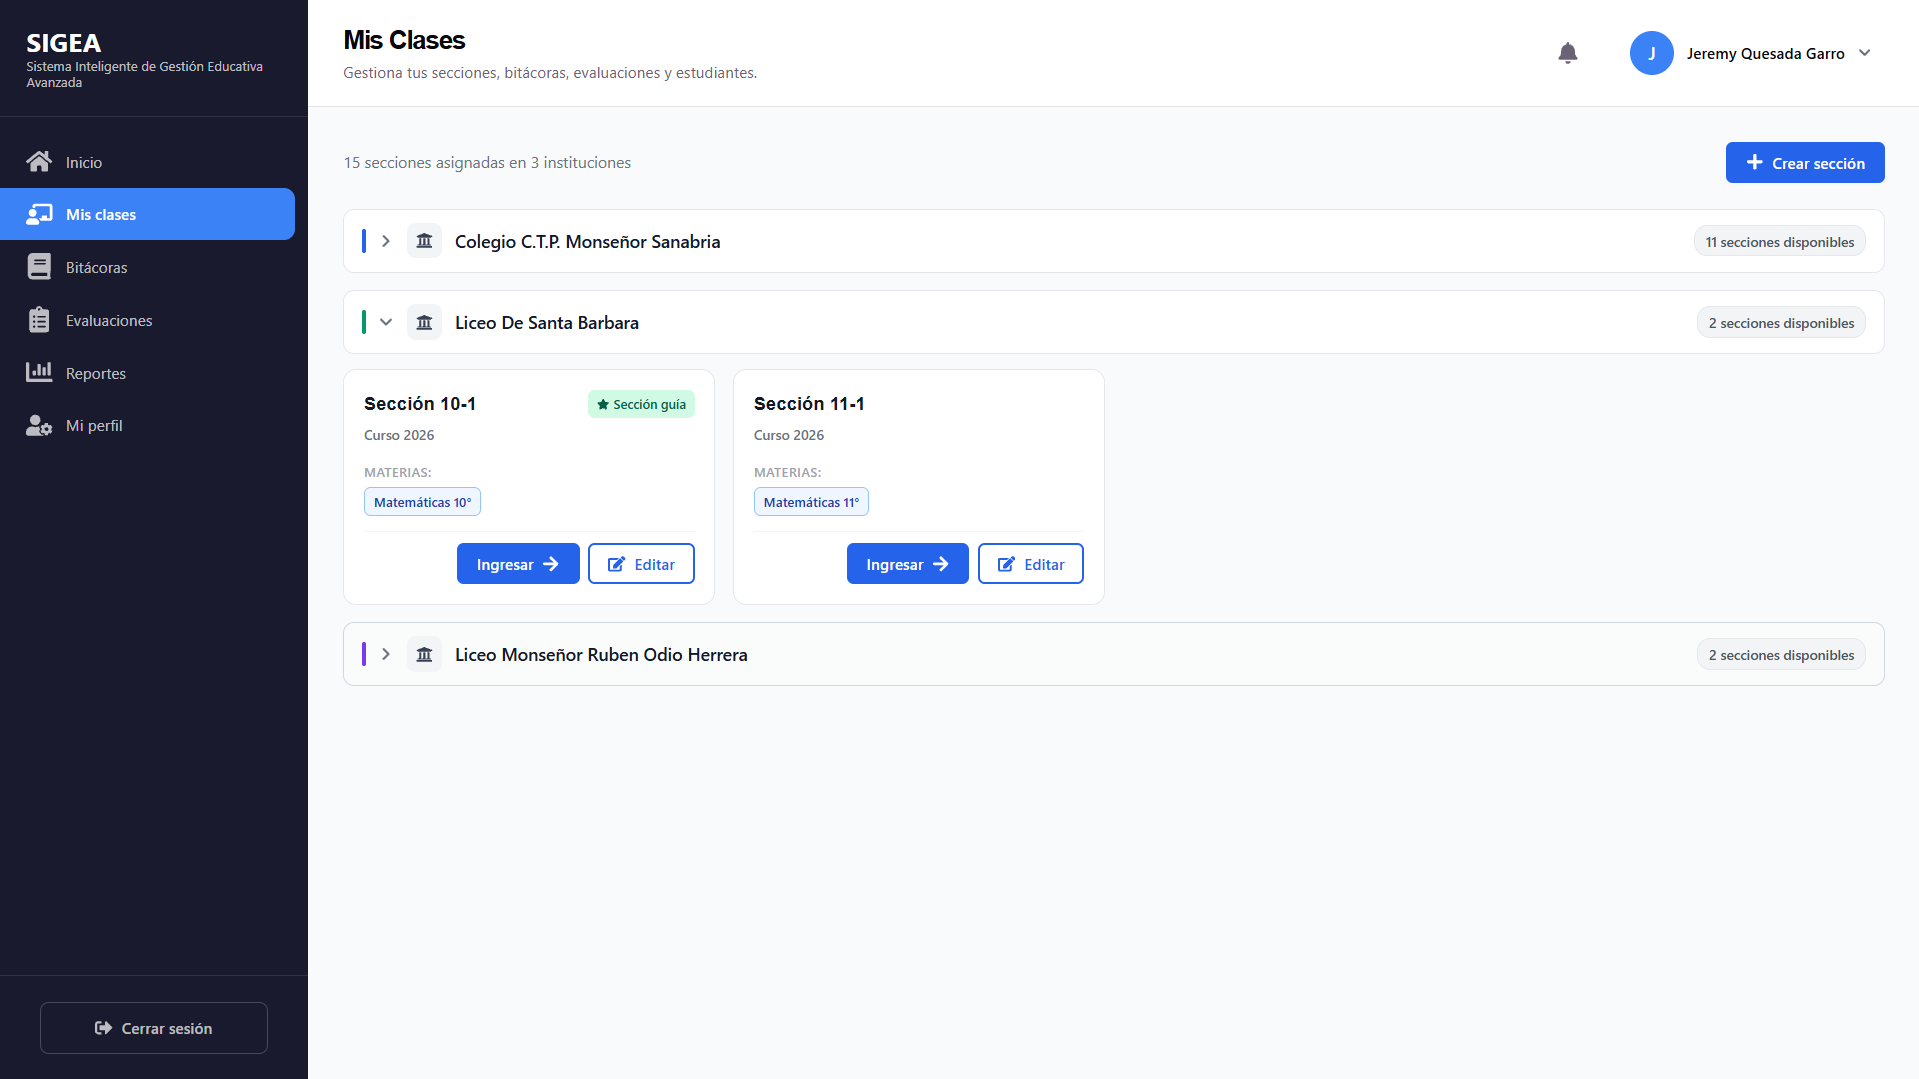 SIGEA
Sistema Inteligente de Gestión Educativa
Avanzada
Inicio
Mis clases
Bitácoras
Evaluaciones
Reportes
Mi perfil
Cerrar sesión
Mis Clases
Gestiona tus secciones, bitácoras, evaluaciones y estudiantes.
J
Jeremy Quesada Garro
15 secciones asignadas en 3 instituciones
Crear sección
Colegio C.T.P. Monseñor Sanabria
11 secciones disponibles
Liceo De Santa Barbara
2 secciones disponibles
Sección 10-1
Sección guía
Curso 2026
MATERIAS:
Matemáticas 10°
Ingresar
Editar
Sección 11-1
Curso 2026
MATERIAS:
Matemáticas 11°
Ingresar
Editar
Liceo Monseñor Ruben Odio Herrera
2 secciones disponibles